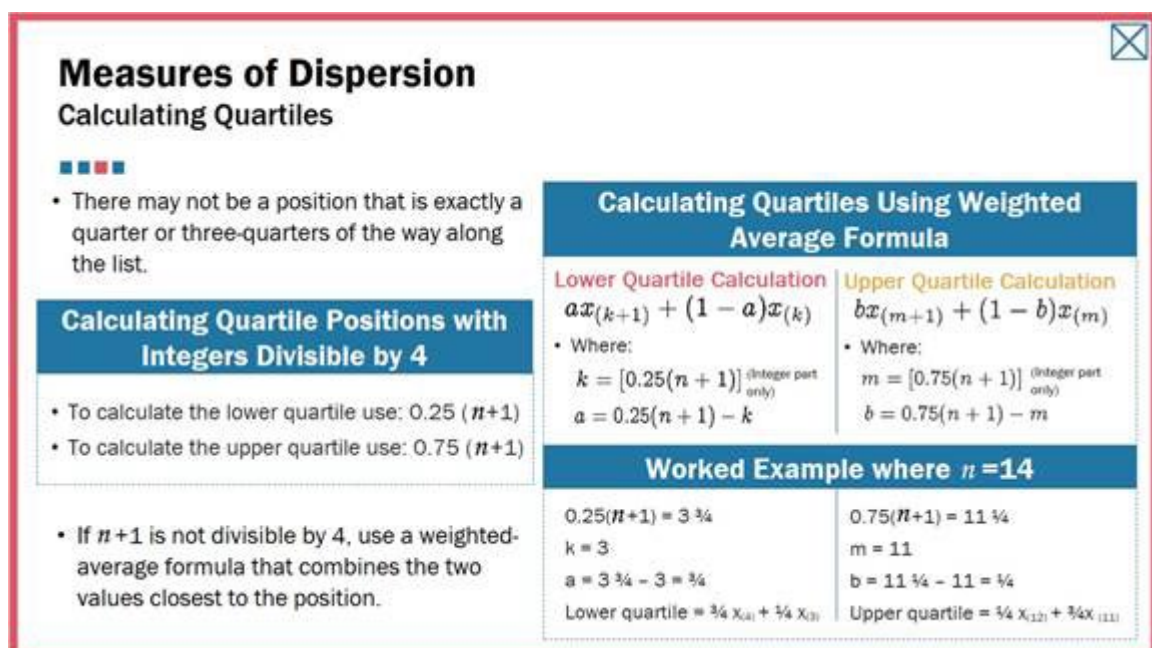 Measures of Dispersion
Calculating Quartiles
• There may not be a position that is exactly a
quarter or three-quarters of the way along
the list.
Calculating Quartile Positions with
Integers Divisible by 4
• To calculate the lower quartile use: 0.25 (n+1)
• To calculate the upper quartile use: 0.75 (n+1)
• If n+1 is not divisible by 4, use a weighted-
average formula that combines the two
values closest to the position.
Calculating Quartiles Using Weighted
Average Formula
Lower Quartile Calculation
ax₍ₖ₊₁₎ + (1 − a)x₍ₖ₎
• Where:
k = [0.25(n + 1)] (Integer part
only)
a = 0.25(n + 1) − k
Upper Quartile Calculation
bx₍ₘ₊₁₎ + (1 − b)x₍ₘ₎
• Where:
m = [0.75(n + 1)] (Integer part
only)
b = 0.75(n + 1) − m
Worked Example where n =14
0.25(n+1) = 3 ¾
k = 3
a = 3 ¾ – 3 = ¾
Lower quartile = ¾ x₍₄₎ + ¼ x₍₃₎
0.75(n+1) = 11 ¼
m = 11
b = 11 ¼ – 11 = ¼
Upper quartile = ¼ x₍₁₂₎ + ¾x ₍₁₁₎